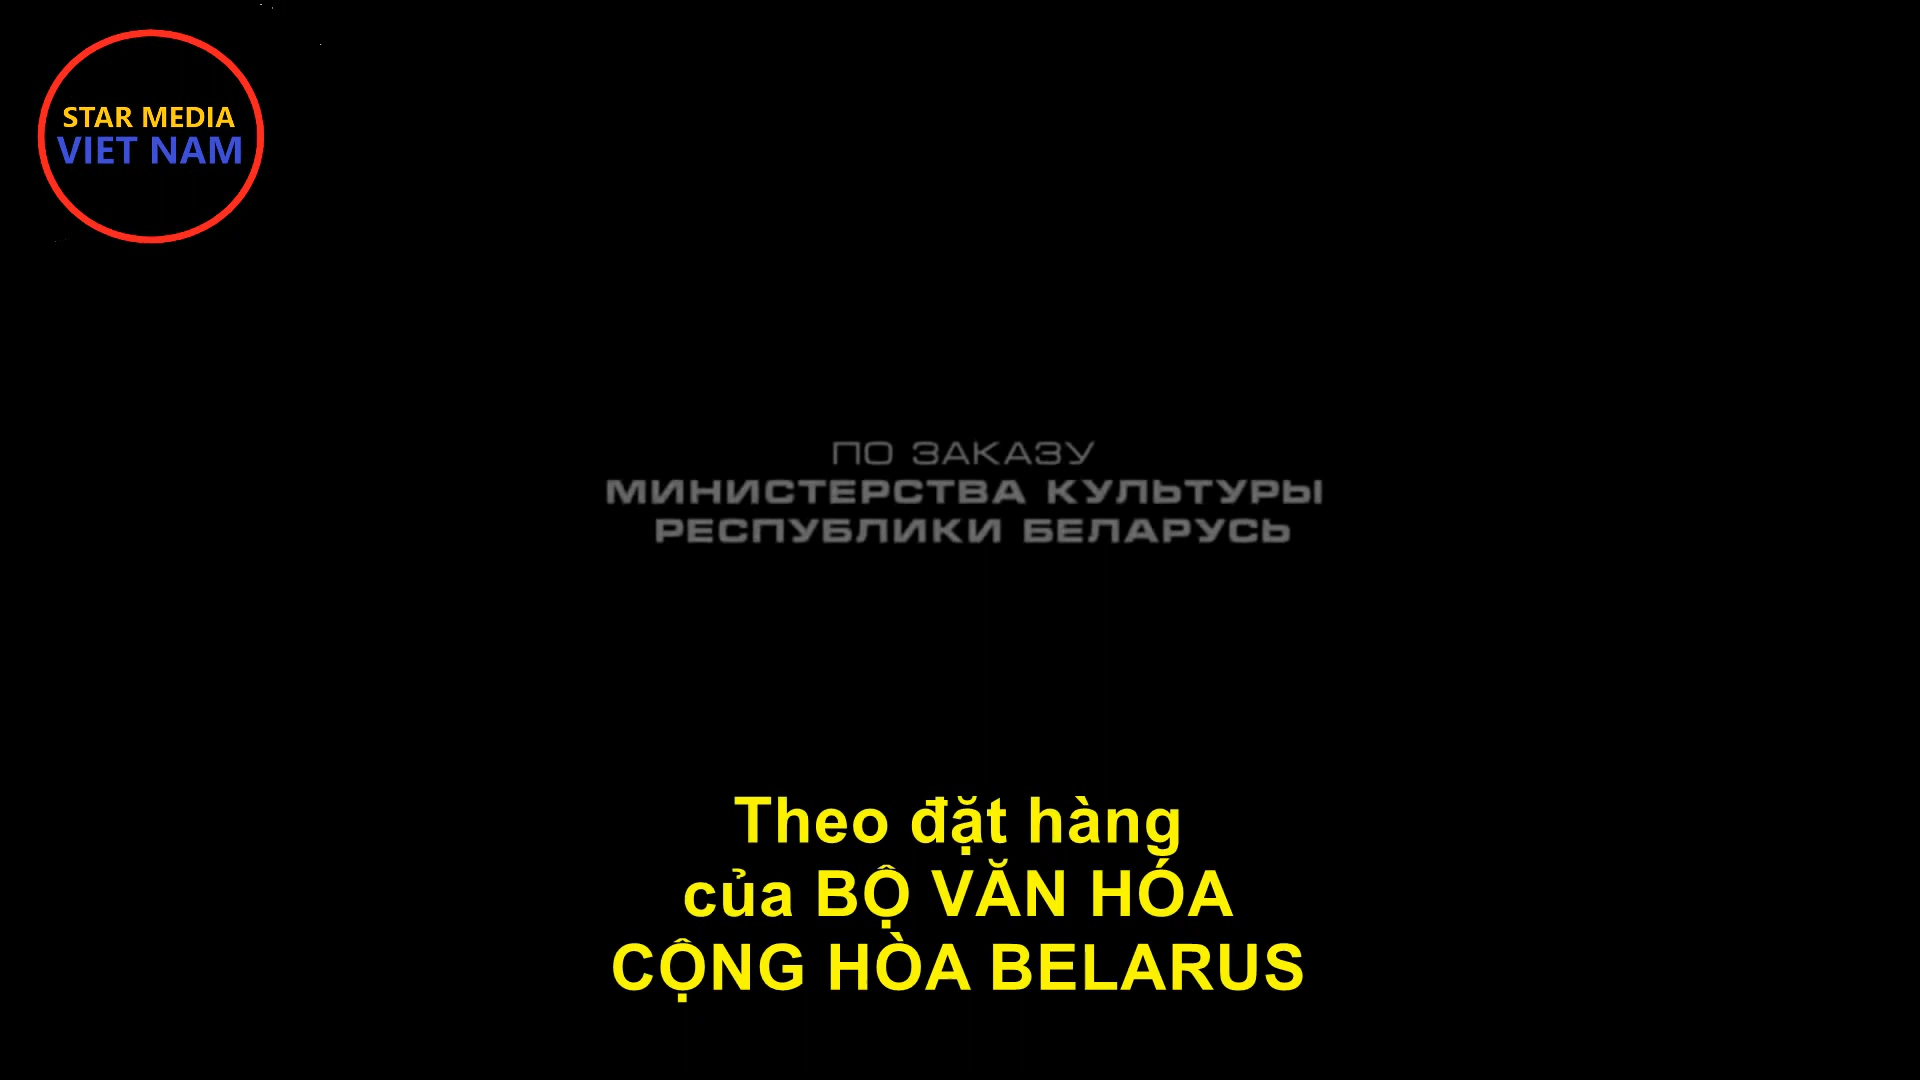 STAR MEDIA
VIET NAM
ПО ЗАКАЗУ
МИНИСТЕРСТВА КУЛЬТУРЫ
РЕСПУБЛИКИ БЕЛАРУСЬ
Theo đặt hàng
của BỘ VĂN HÓA
CỘNG HÒA BELARUS